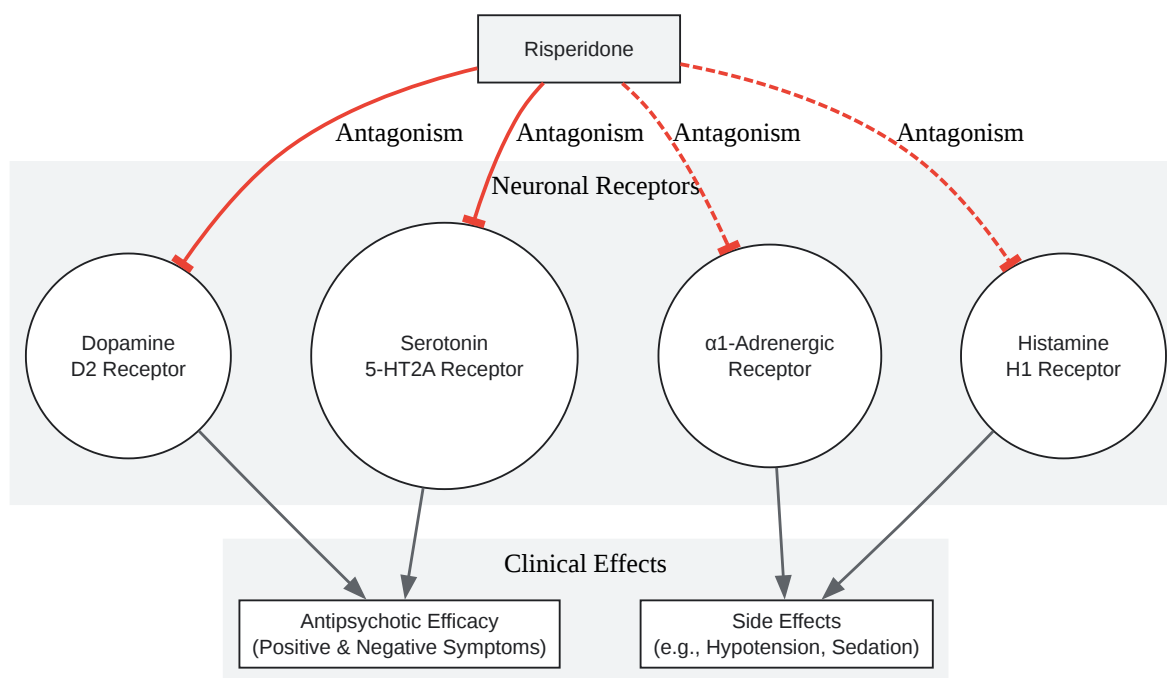 Risperidone
Antagonism
Antagonism
Antagonism
Antagonism
Neuronal Receptors
Dopamine
D2 Receptor
Serotonin
5-HT2A Receptor
α1-Adrenergic
Receptor
Histamine
H1 Receptor
Clinical Effects
Antipsychotic Efficacy
(Positive & Negative Symptoms)
Side Effects
(e.g., Hypotension, Sedation)